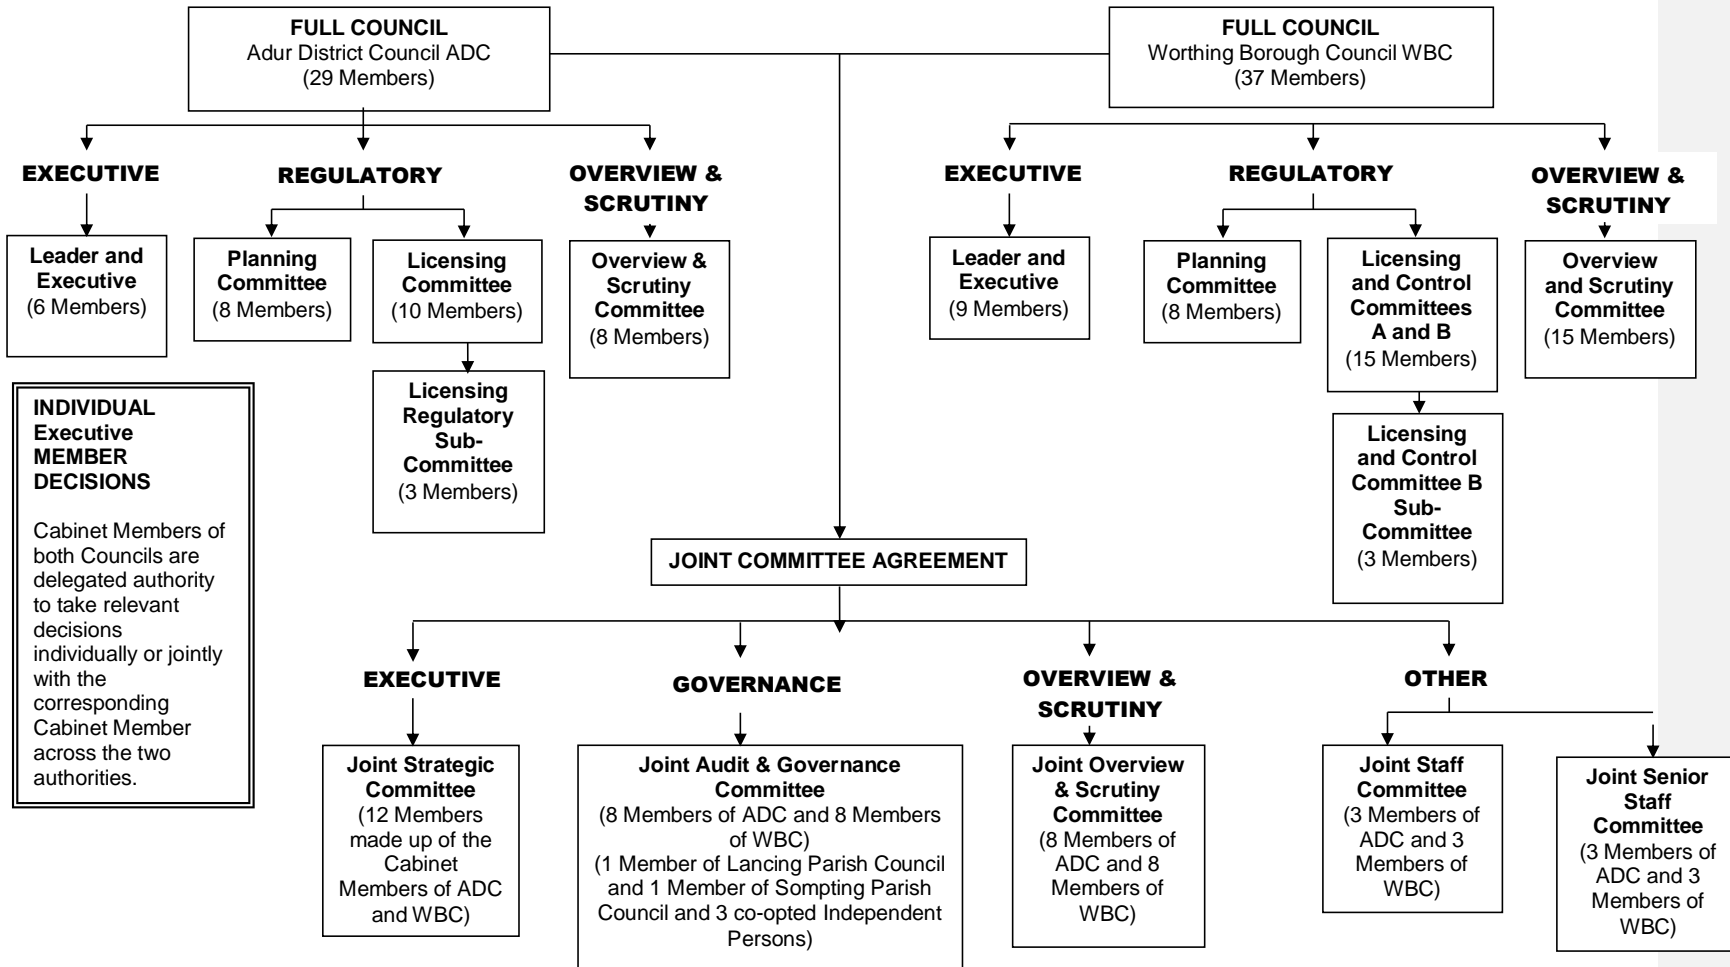 FULL COUNCIL
Adur District Council ADC
(29 Members)
FULL COUNCIL
Worthing Borough Council WBC
(37 Members)
EXECUTIVE
REGULATORY
OVERVIEW &
SCRUTINY
EXECUTIVE
REGULATORY
OVERVIEW &
SCRUTINY
Leader and
Executive
(6 Members)
Planning
Committee
(8 Members)
Licensing
Committee
(10 Members)
Overview &
Scrutiny
Committee
(8 Members)
Leader and
Executive
(9 Members)
Planning
Committee
(8 Members)
Licensing
and Control
Committees
A and B
(15 Members)
Overview
and Scrutiny
Committee
(15 Members)
Licensing
Regulatory
Sub-
Committee
(3 Members)
Licensing
and Control
Committee B
Sub-
Committee
(3 Members)
INDIVIDUAL
Executive
MEMBER
DECISIONS
Cabinet Members of
both Councils are
delegated authority
to take relevant
decisions
individually or jointly
with the
corresponding
Cabinet Member
across the two
authorities.
JOINT COMMITTEE AGREEMENT
EXECUTIVE
GOVERNANCE
OVERVIEW &
SCRUTINY
OTHER
Joint Strategic
Committee
(12 Members
made up of the
Cabinet
Members of ADC
and WBC)
Joint Audit & Governance
Committee
(8 Members of ADC and 8 Members
of WBC)
(1 Member of Lancing Parish Council
and 1 Member of Sompting Parish
Council and 3 co-opted Independent
Persons)
Joint Overview
& Scrutiny
Committee
(8 Members of
ADC and 8
Members of
WBC)
Joint Staff
Committee
(3 Members of
ADC and 3
Members of
WBC)
Joint Senior
Staff
Committee
(3 Members of
ADC and 3
Members of
WBC)